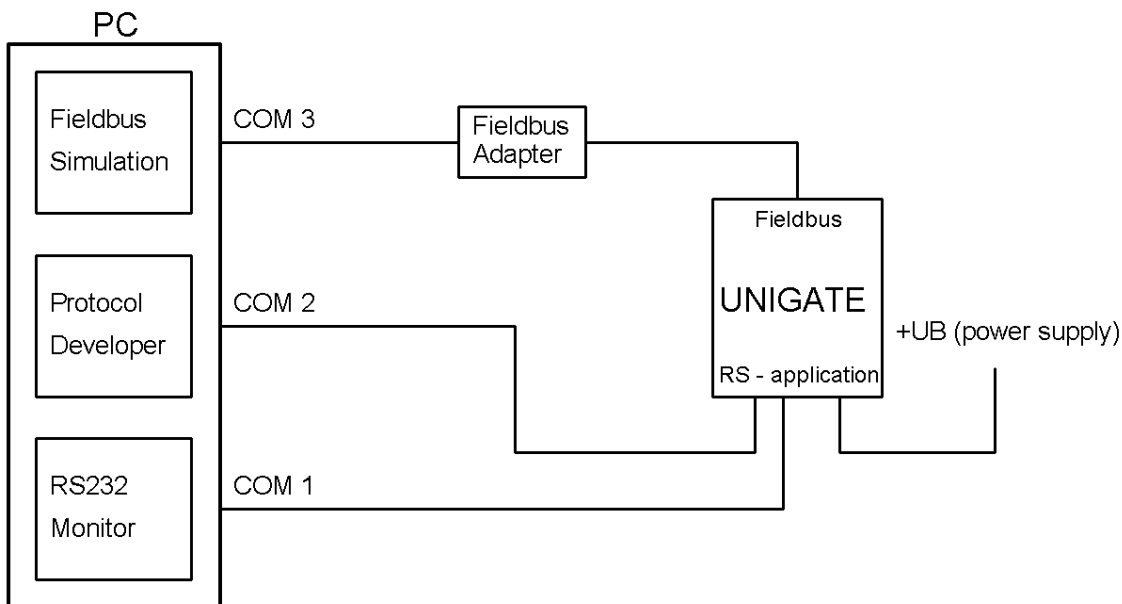 PC
Fieldbus
Simulation
COM 3
Fieldbus
Adapter
Fieldbus
UNIGATE
RS - application
+UB (power supply)
Protocol
Developer
COM 2
RS232
Monitor
COM 1